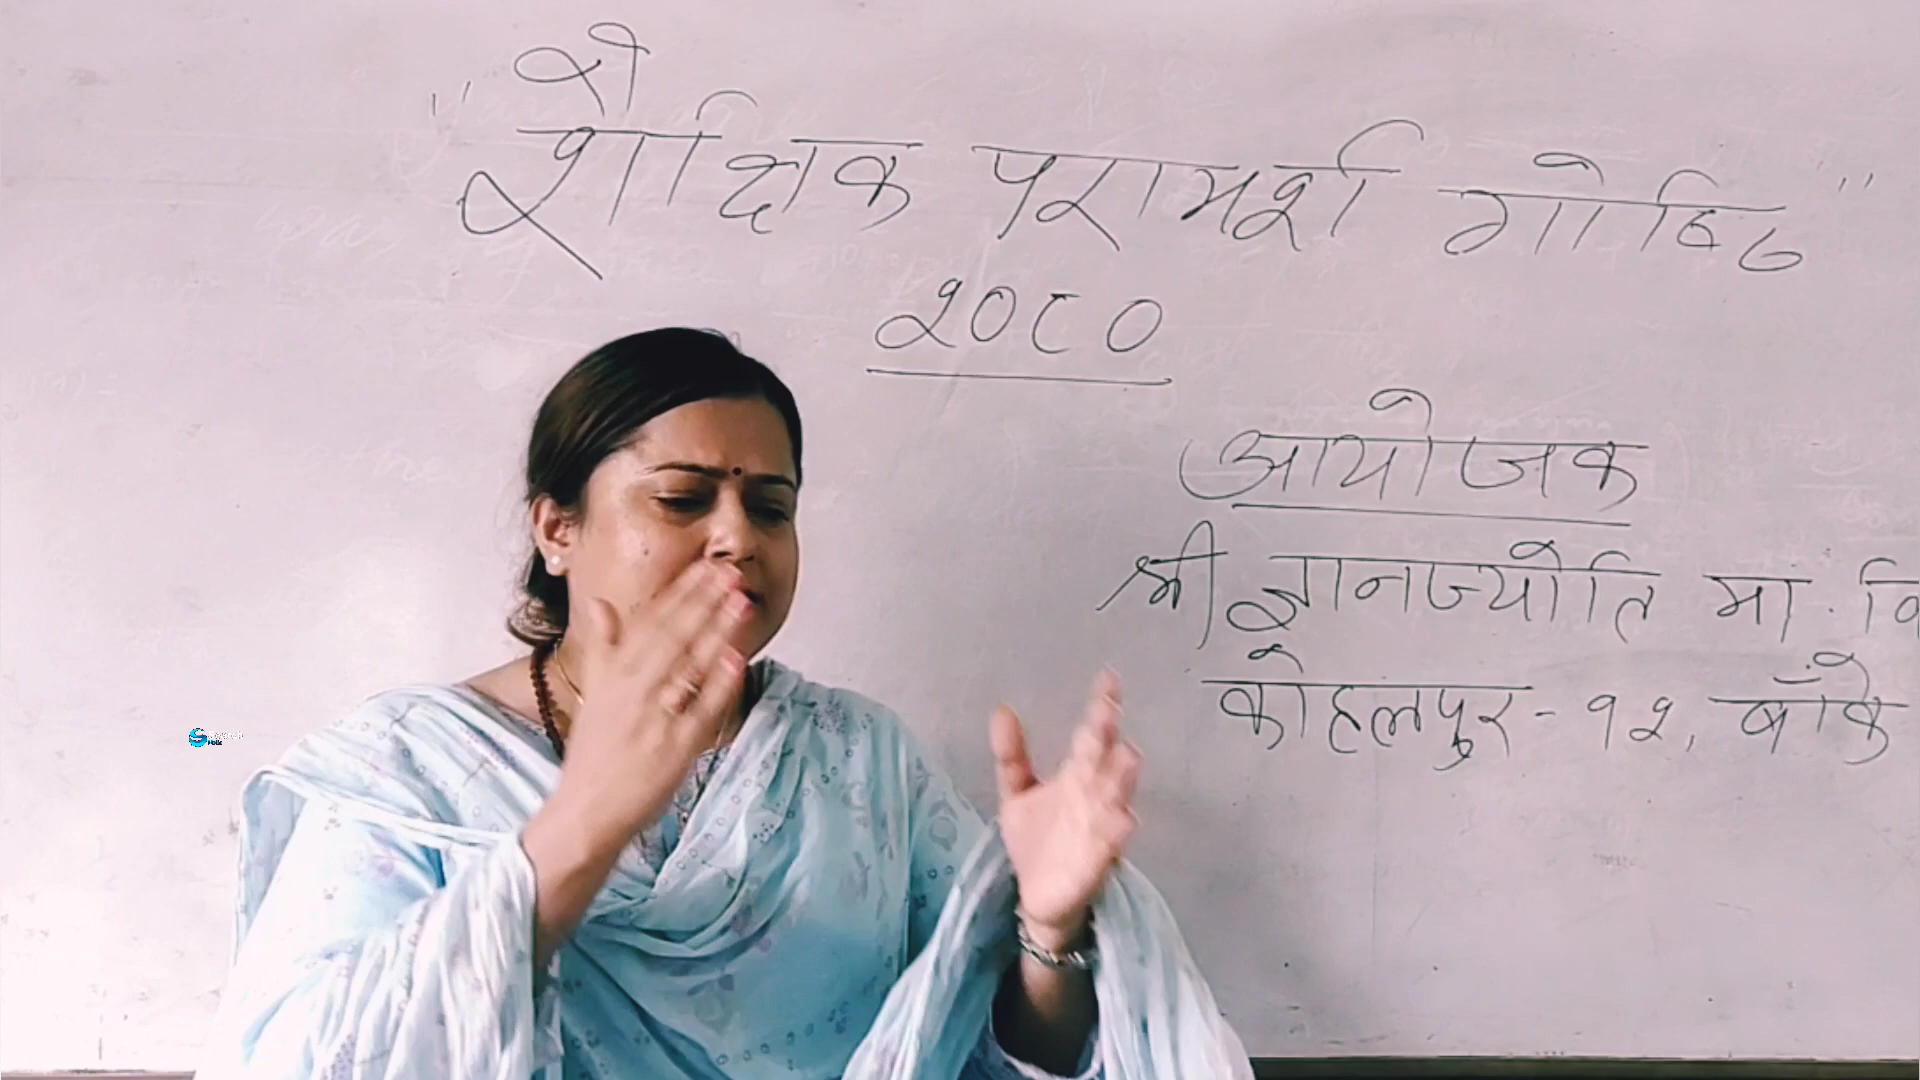 "शैक्षिक परामर्श गोष्ठि"
२०८०
आयोजक
श्री ज्ञानज्योति मा. वि
कोहलपुर - १२, बाँके